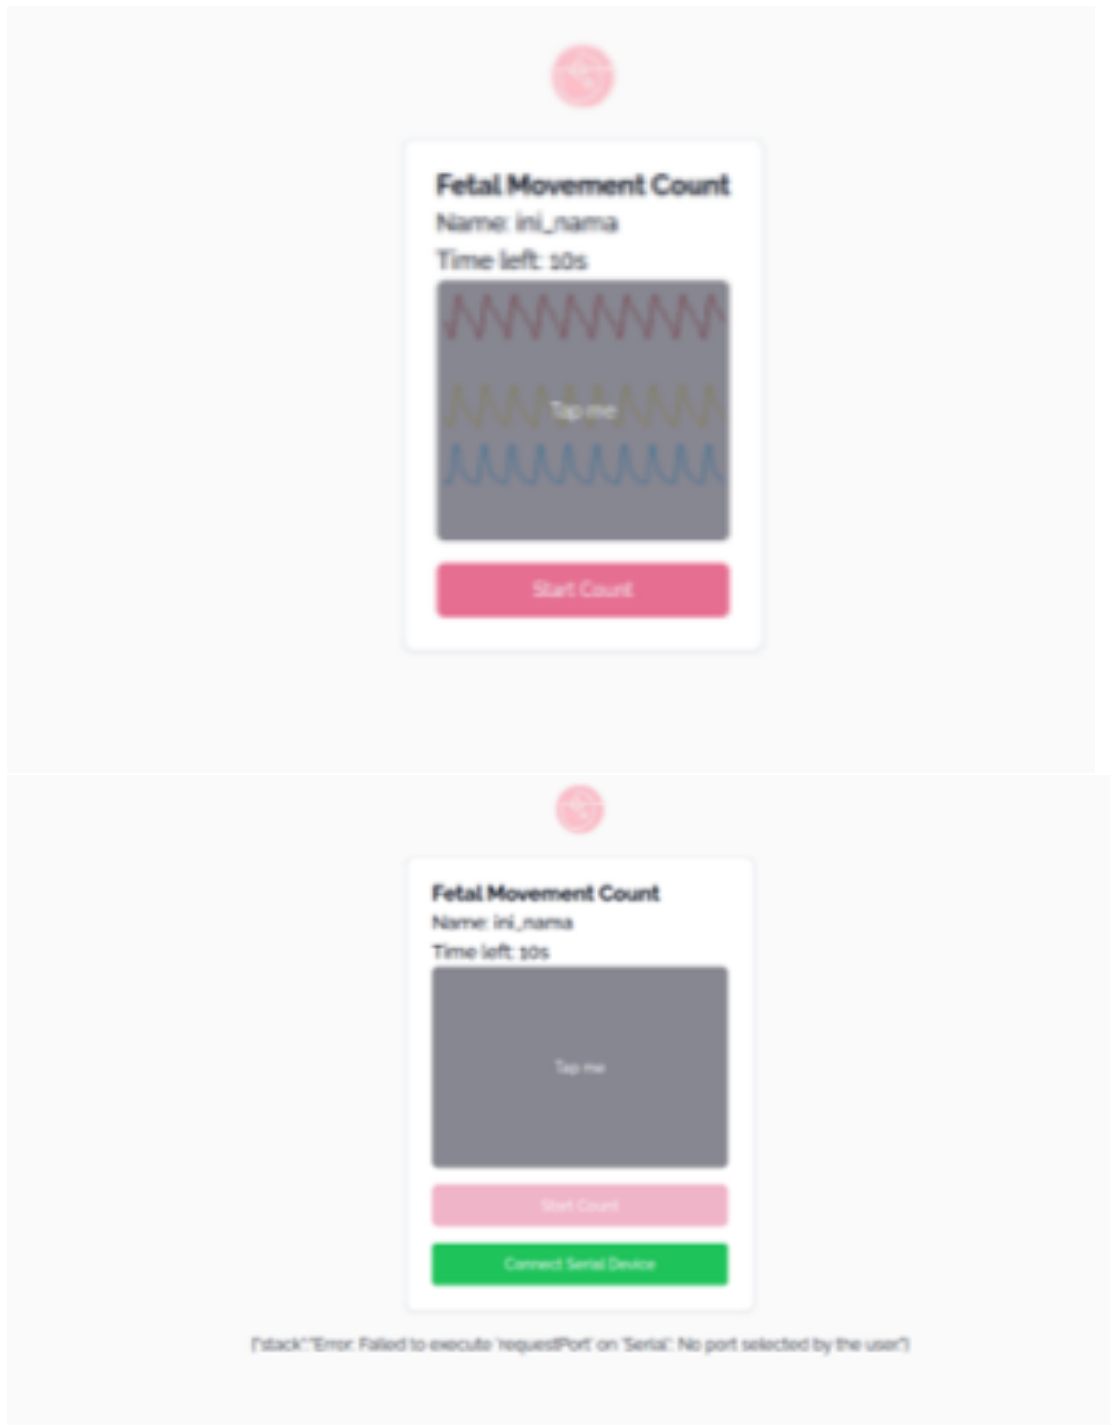 Fetal Movement Count
Name: ini_nama
Time left: 10s
Tap me
Start Count
Fetal Movement Count
Name: ini_nama
Time left: 10s
Tap me
Start Count
Connect Serial Device
{"stack":"Error: Failed to execute 'requestPort' on 'Serial': No port selected by the user."}